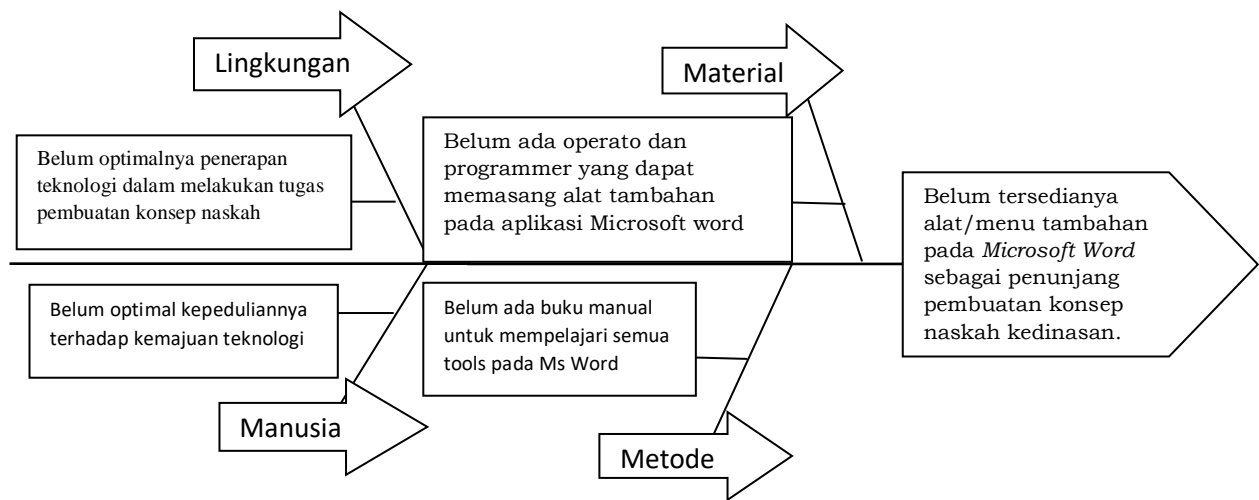 Lingkungan
Material
Belum optimalnya penerapan
teknologi dalam melakukan tugas
pembuatan konsep naskah
Belum ada operato dan
programmer yang dapat
memasang alat tambahan
pada aplikasi Microsoft word
Belum tersedianya
alat/menu tambahan
pada Microsoft Word
sebagai penunjang
pembuatan konsep
naskah kedinasan.
Belum optimal kepeduliannya
terhadap kemajuan teknologi
Belum ada buku manual
untuk mempelajari semua
tools pada Ms Word
Manusia
Metode